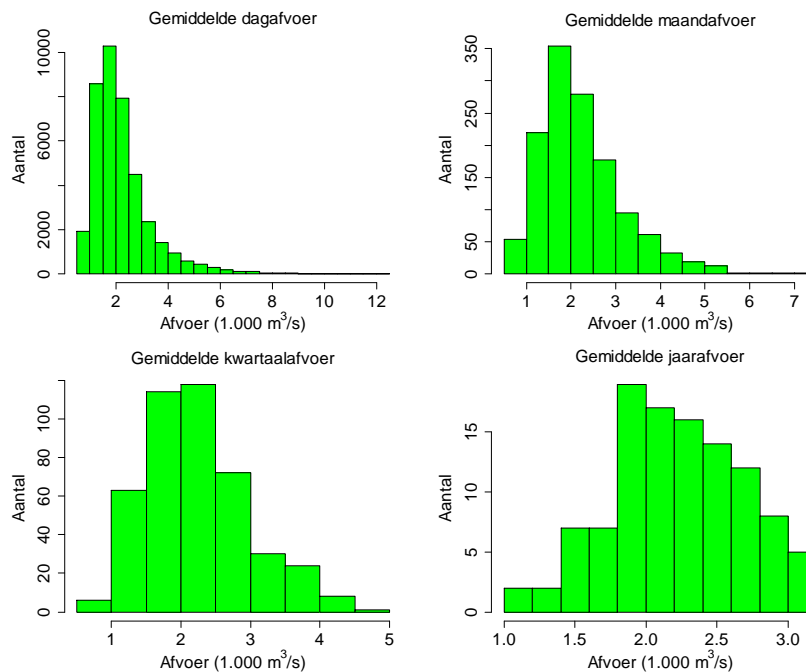 Gemiddelde dagafvoer
Aantal
0 2000 6000 10000
2 4 6 8 10 12
Afvoer (1.000 m³/s)
Gemiddelde maandafvoer
Aantal
0 50 150 250 350
1 2 3 4 5 6 7
Afvoer (1.000 m³/s)
Gemiddelde kwartaalafvoer
Aantal
0 20 40 60 80 100
1 2 3 4 5
Afvoer (1.000 m³/s)
Gemiddelde jaarafvoer
Aantal
0 5 10 15
1.0 1.5 2.0 2.5 3.0
Afvoer (1.000 m³/s)